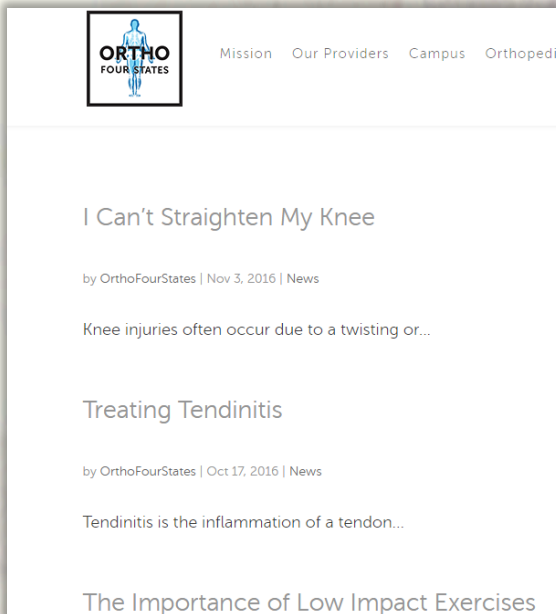 ORTHO
FOUR STATES
Mission Our Providers Campus Orthopedi
I Can't Straighten My Knee
by OrthoFourStates | Nov 3, 2016 | News
Knee injuries often occur due to a twisting or...
Treating Tendinitis
by OrthoFourStates | Oct 17, 2016 | News
Tendinitis is the inflammation of a tendon...
The Importance of Low Impact Exercises